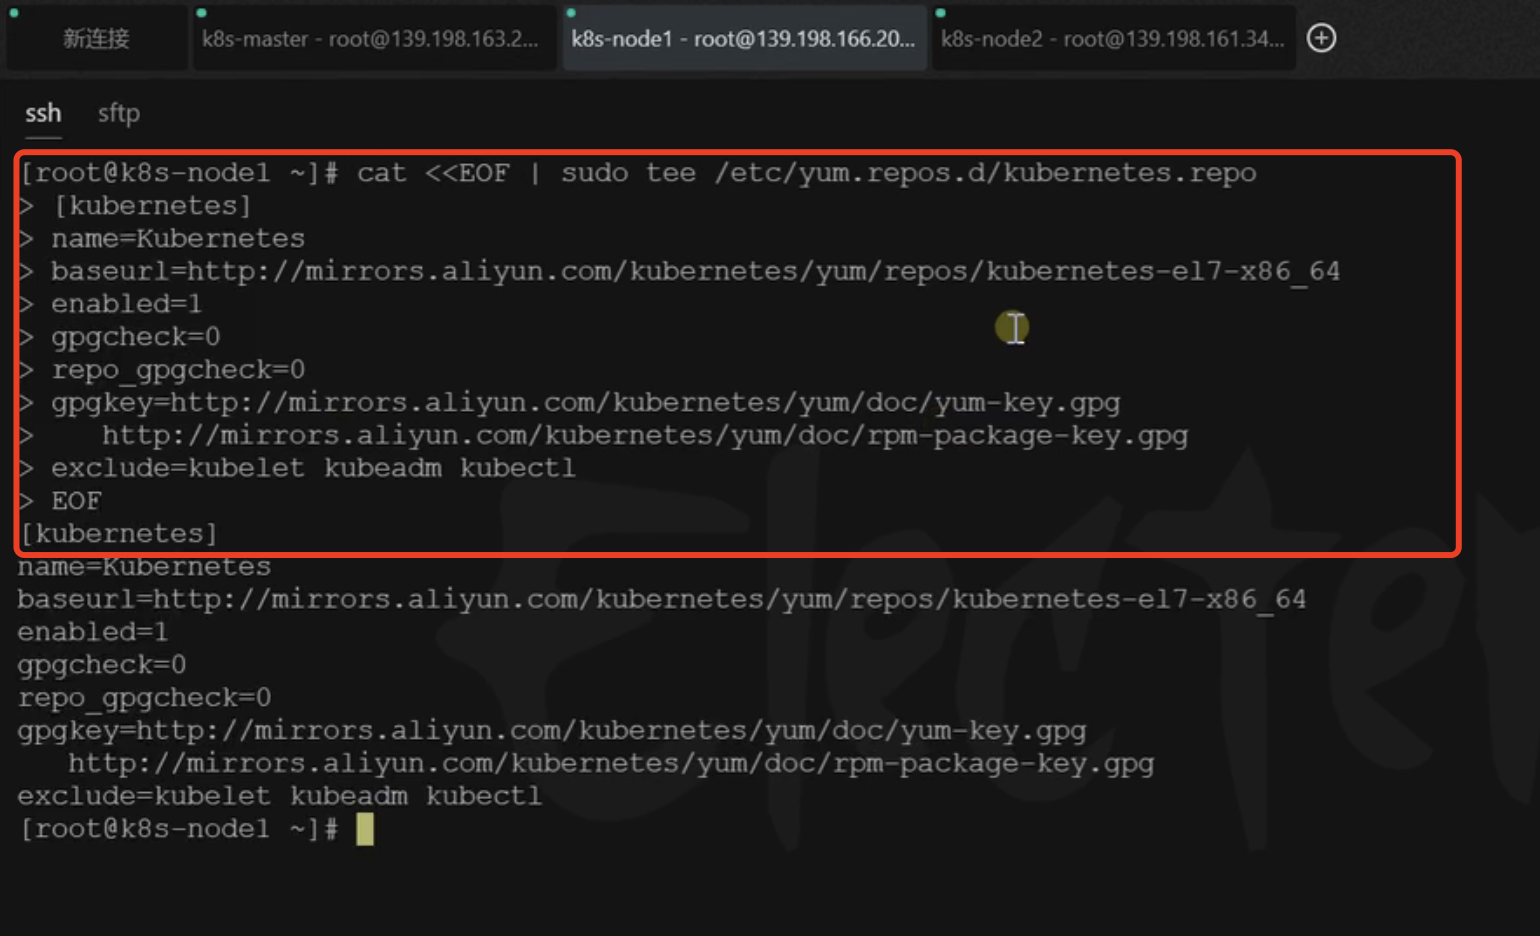 新连接
k8s-master - root@139.198.163.2...
k8s-node1 - root@139.198.166.20...
k8s-node2 - root@139.198.161.34...
ssh sftp
[root@k8s-node1 ~]# cat <<EOF | sudo tee /etc/yum.repos.d/kubernetes.repo
> [kubernetes]
> name=Kubernetes
> baseurl=http://mirrors.aliyun.com/kubernetes/yum/repos/kubernetes-el7-x86_64
> enabled=1
> gpgcheck=0
> repo_gpgcheck=0
> gpgkey=http://mirrors.aliyun.com/kubernetes/yum/doc/yum-key.gpg
>    http://mirrors.aliyun.com/kubernetes/yum/doc/rpm-package-key.gpg
> exclude=kubelet kubeadm kubectl
> EOF
[kubernetes]
name=Kubernetes
baseurl=http://mirrors.aliyun.com/kubernetes/yum/repos/kubernetes-el7-x86_64
enabled=1
gpgcheck=0
repo_gpgcheck=0
gpgkey=http://mirrors.aliyun.com/kubernetes/yum/doc/yum-key.gpg
   http://mirrors.aliyun.com/kubernetes/yum/doc/rpm-package-key.gpg
exclude=kubelet kubeadm kubectl
[root@k8s-node1 ~]#